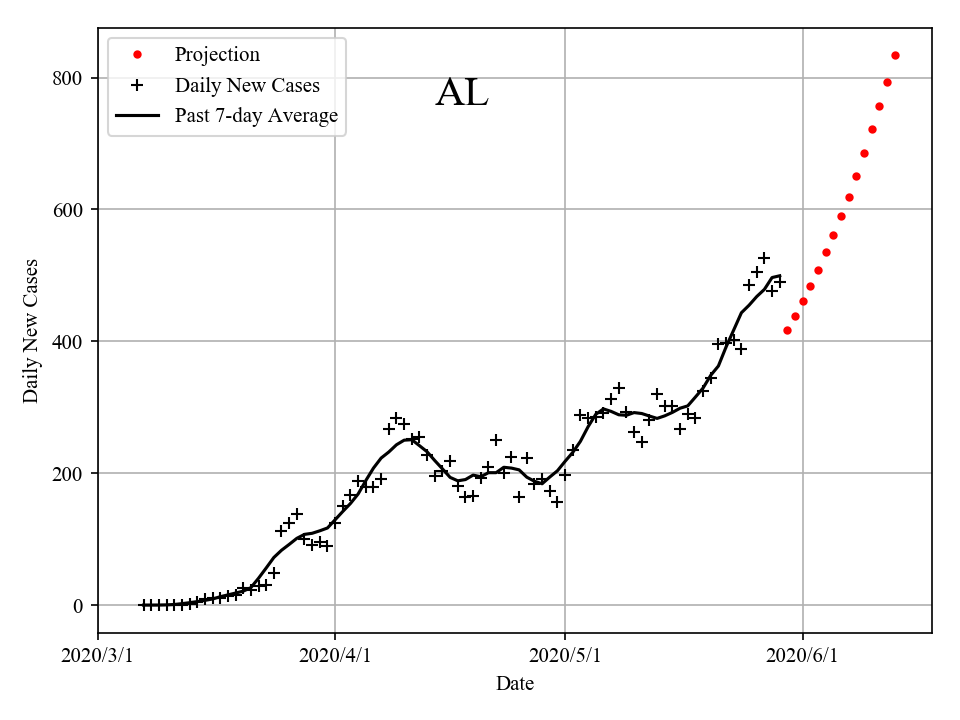 Projection
Daily New Cases
Past 7-day Average
AL
800
600
400
200
0
Daily New Cases
2020/3/1
2020/4/1
2020/5/1
2020/6/1
Date